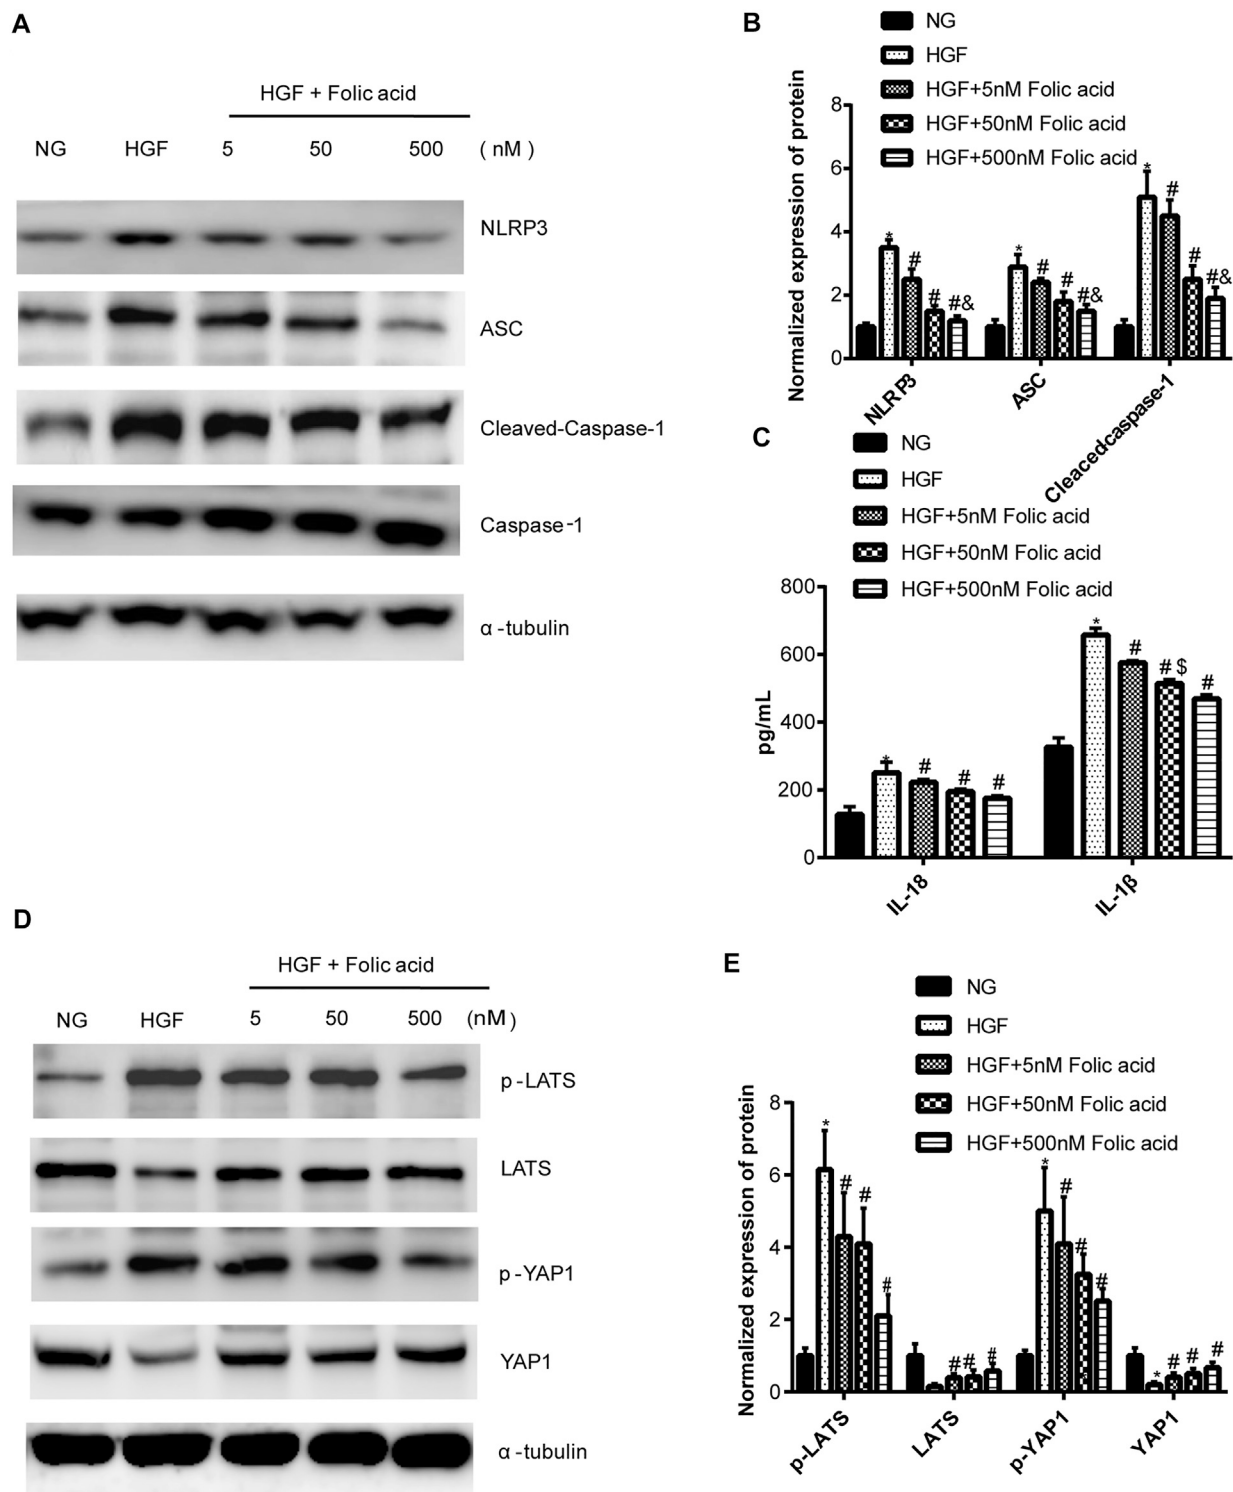 A
HGF + Folic acid
NG HGF 5 50 500 ( nM )
NLRP3
ASC
Cleaved-Caspase-1
Caspase-1
α-tubulin
B
NG
HGF
HGF+5nM Folic acid
HGF+50nM Folic acid
HGF+500nM Folic acid
Normalized expression of protein
8
6
4
2
0
* # # #&
* # # #&
* # # #&
NLRP3 ASC Cleacedcaspase-1
C
NG
HGF
HGF+5nM Folic acid
HGF+50nM Folic acid
HGF+500nM Folic acid
pg/mL
800
600
400
200
0
* # # #
* # # $ #
IL-18 IL-1β
D
HGF + Folic acid
NG HGF 5 50 500 (nM )
p-LATS
LATS
p-YAP1
YAP1
α-tubulin
E
NG
HGF
HGF+5nM Folic acid
HGF+50nM Folic acid
HGF+500nM Folic acid
Normalized expression of protein
8
6
4
2
0
* # # #
# # #
* # # #
* # # #
p-LATS LATS p-YAP1 YAP1